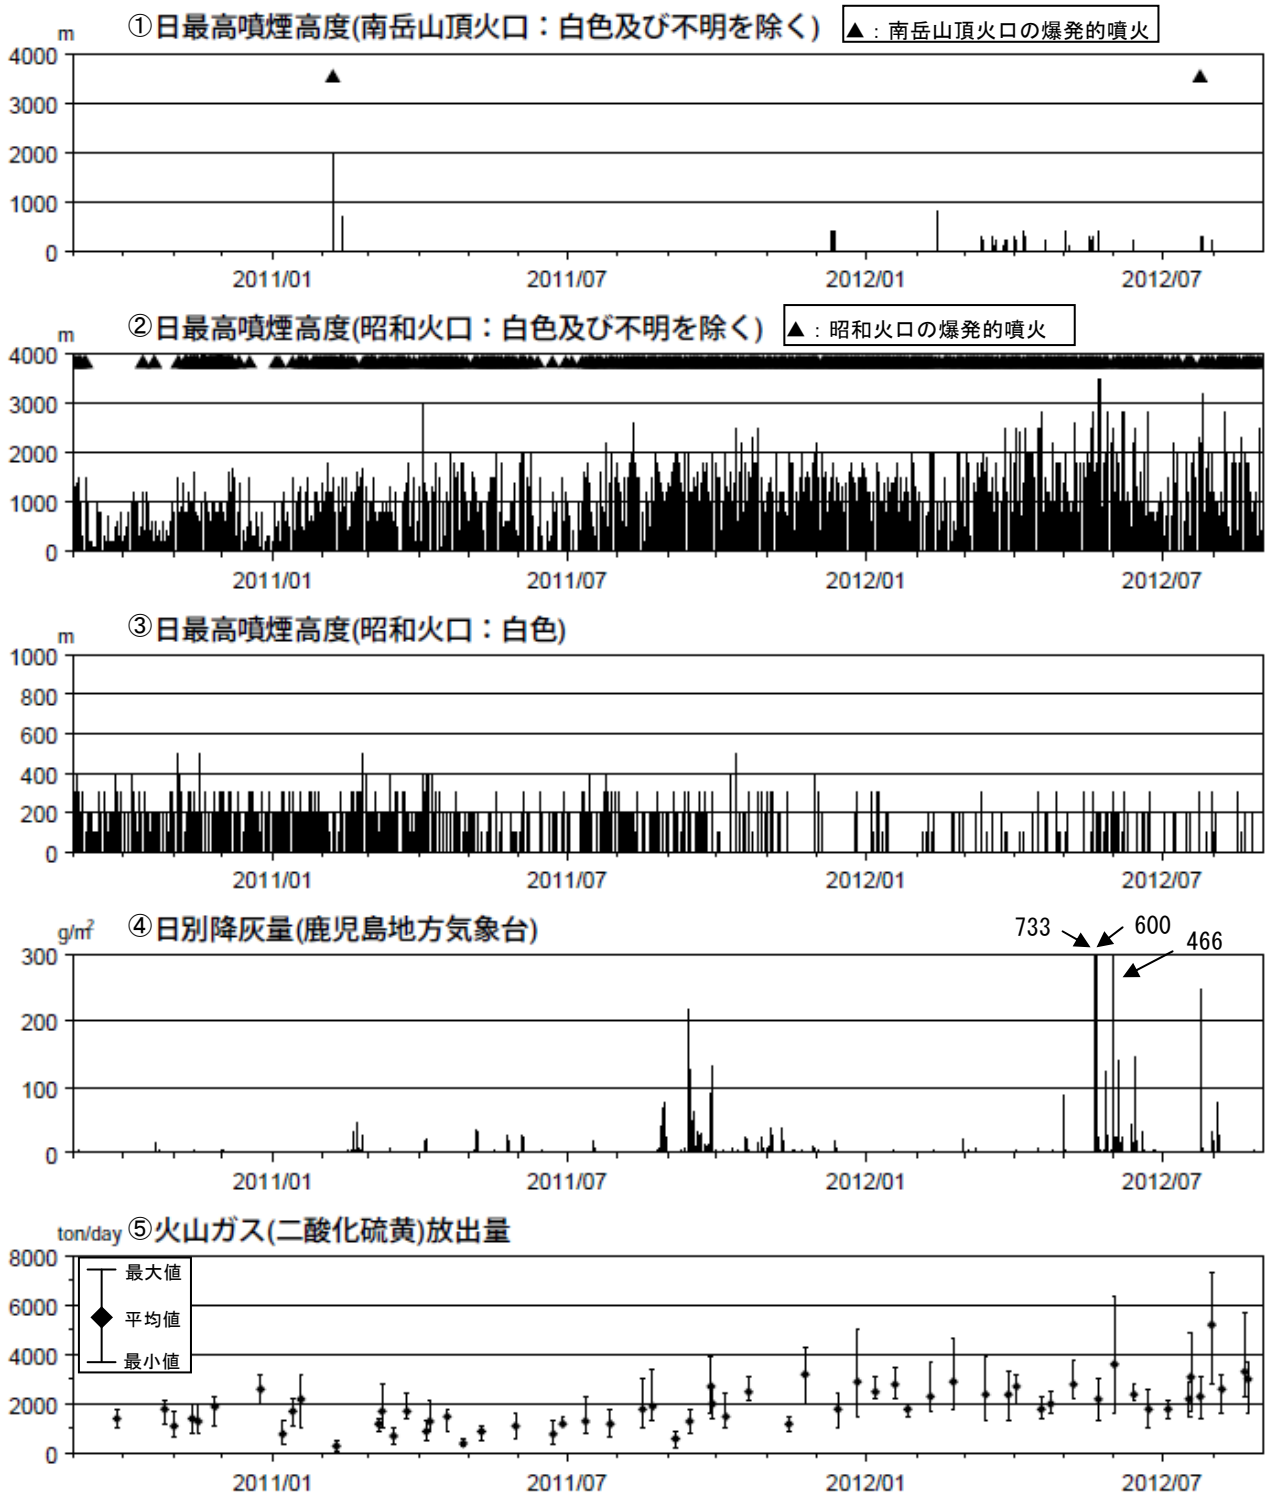 ①日最高噴煙高度(南岳山頂火口：白色及び不明を除く)
▲：南岳山頂火口の爆発的噴火
m
4000
3000
2000
1000
0
2011/01 2011/07 2012/01 2012/07
②日最高噴煙高度(昭和火口：白色及び不明を除く)
▲：昭和火口の爆発的噴火
m
4000
3000
2000
1000
0
2011/01 2011/07 2012/01 2012/07
③日最高噴煙高度(昭和火口：白色)
m
1000
800
600
400
200
0
2011/01 2011/07 2012/01 2012/07
④日別降灰量(鹿児島地方気象台)
g/㎡
733 600
466
300
200
100
0
2011/01 2011/07 2012/01 2012/07
ton/day ⑤火山ガス(二酸化硫黄)放出量
8000
6000
4000
2000
0
最大値
平均値
最小値
2011/01 2011/07 2012/01 2012/07